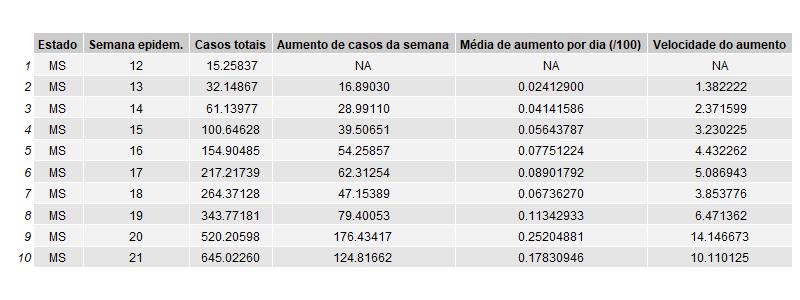 Estado Semana epidem. Casos totais Aumento de casos da semana Média de aumento por dia (/100) Velocidade do aumento
1 MS 12 15.25837 NA NA NA
2 MS 13 32.14867 16.89030 0.02412900 1.382222
3 MS 14 61.13977 28.99110 0.04141586 2.371599
4 MS 15 100.64628 39.50651 0.05643787 3.230225
5 MS 16 154.90485 54.25857 0.07751224 4.432262
6 MS 17 217.21739 62.31254 0.08901792 5.086943
7 MS 18 264.37128 47.15389 0.06736270 3.853776
8 MS 19 343.77181 79.40053 0.11342933 6.471362
9 MS 20 520.20598 176.43417 0.25204881 14.146673
10 MS 21 645.02260 124.81662 0.17830946 10.110125